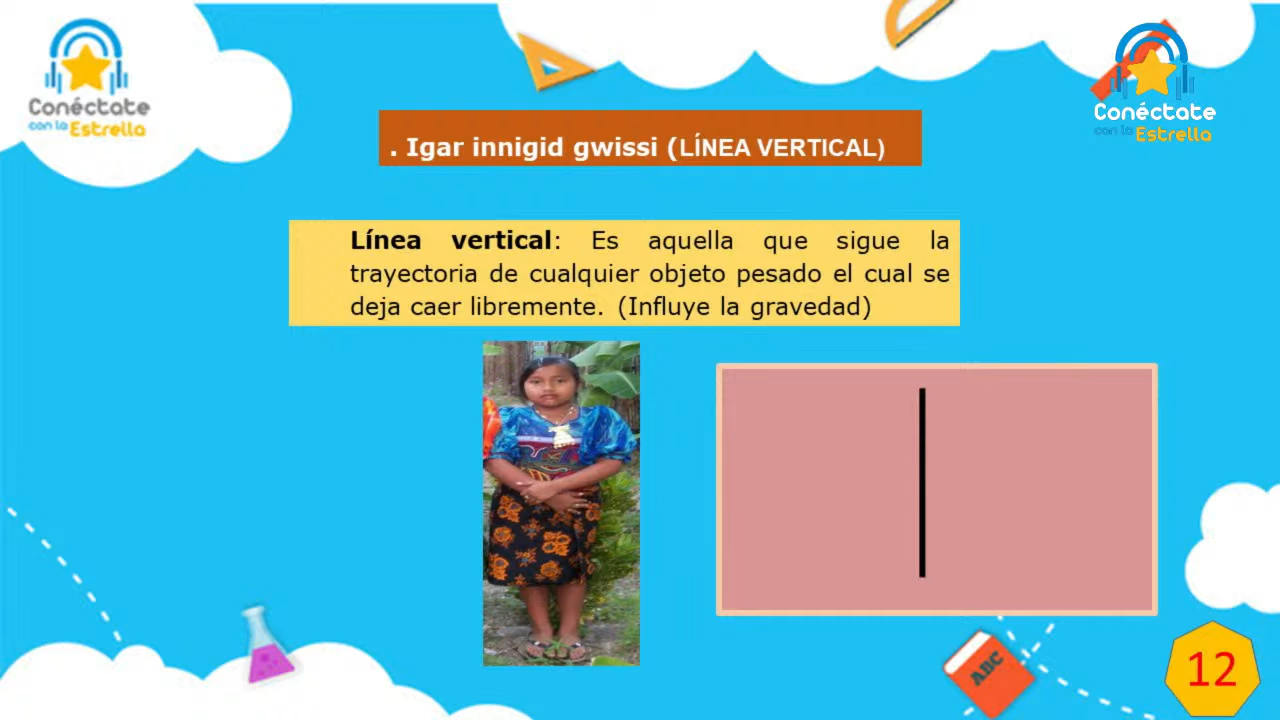 Conéctate
con la Estrella
Conéctate
con la Estrella
. Igar innigid gwissi (LÍNEA VERTICAL)
Línea vertical: Es aquella que sigue la
trayectoria de cualquier objeto pesado el cual se
deja caer libremente. (Influye la gravedad)
ABC
12